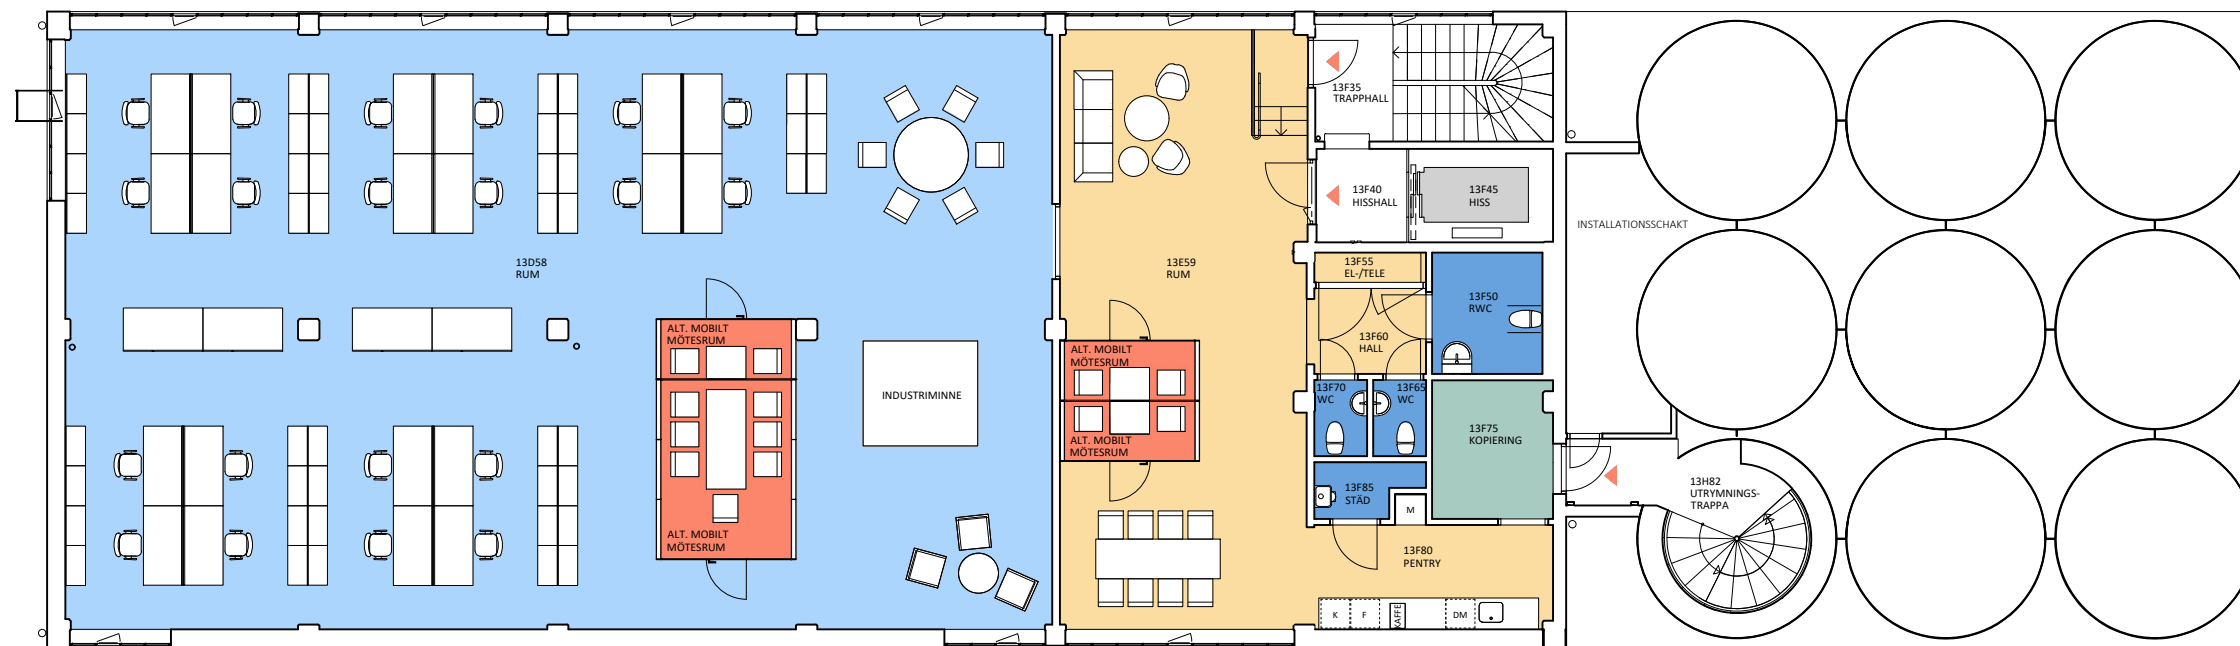 13F35
TRAPPHALL
13F40
HISSHALL
13F45
HISS
INSTALLATIONSSCHAKT
13D58
RUM
13E59
RUM
13F55
EL-/TELE
13F50
RWC
ALT. MOBILT
MÖTESRUM
13F60
HALL
ALT. MOBILT
MÖTESRUM
INDUSTRIMINNE
13F70
WC
13F65
WC
13F75
KOPIERING
ALT. MOBILT
MÖTESRUM
13F85
STÄD
M
13H82
UTRYMNINGS-
TRAPPA
ALT. MOBILT
MÖTESRUM
13F80
PENTRY
K
F
KAFFE
DM